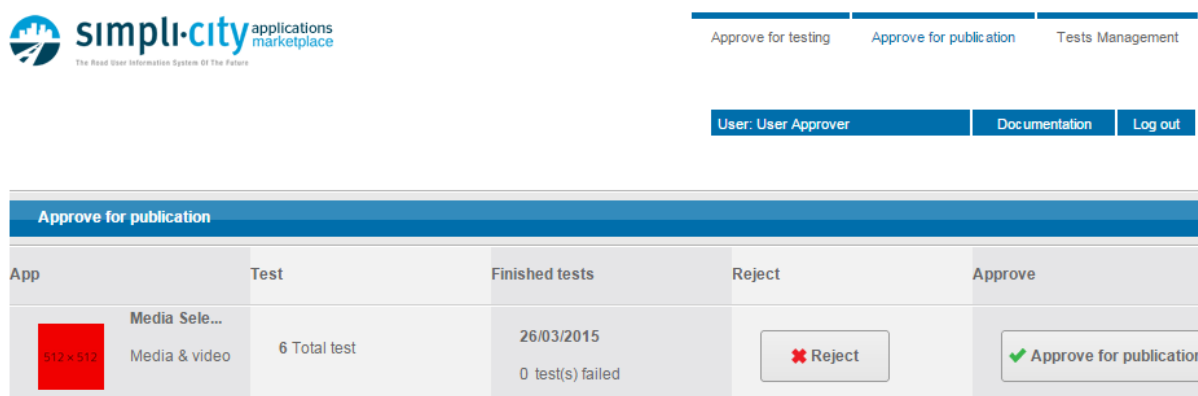 simpli·city applications marketplace
The Road User Information System Of The Future
Approve for testing Approve for publication Tests Management
User: User Approver Documentation Log out
Approve for publication
App Test Finished tests Reject Approve
Media Sele...
512 x 512 Media & video
6 Total test
26/03/2015
0 test(s) failed
Reject
Approve for publication